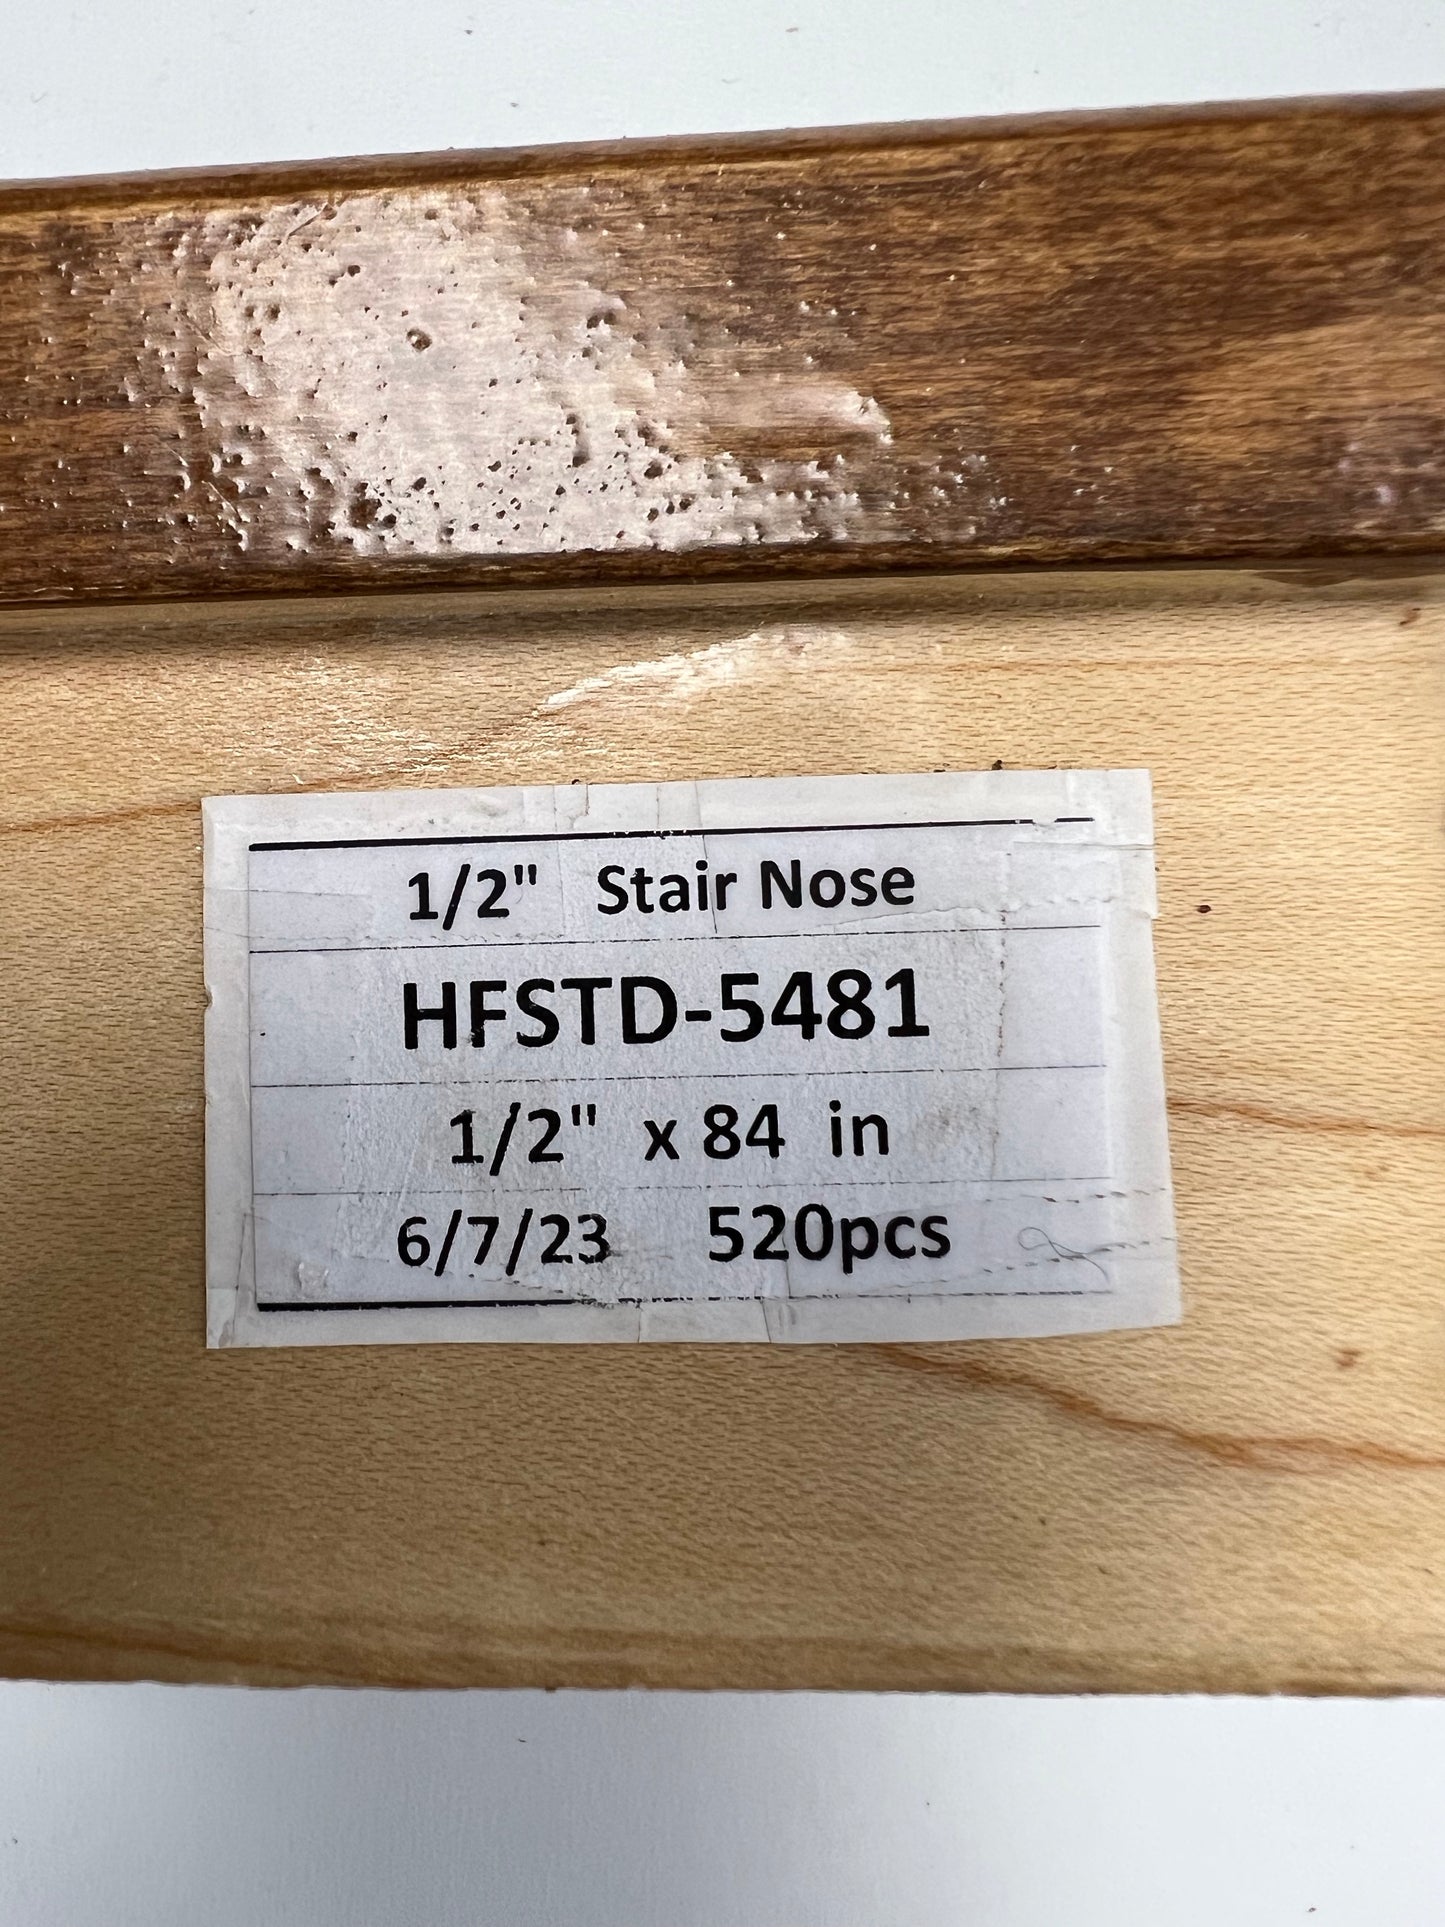 1/2" Stair Nose
HFSTD-5481
1/2" x 84 in
6/7/23 520pcs